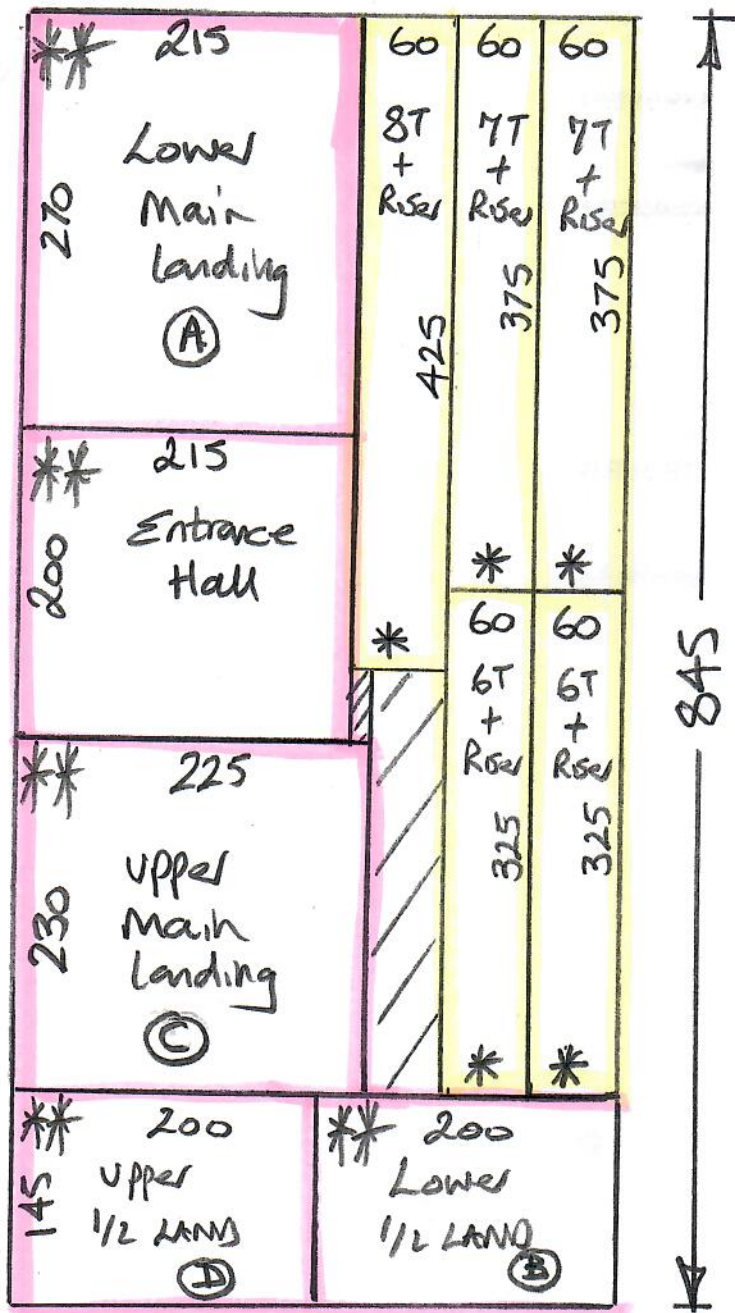 ** 215
270
Lower
Main
Landing
A
** 215
200
Entrance
Hall
** 225
230
Upper
Main
Landing
C
** 200
145
Upper
1/2 LAND
D
** 200
Lower
1/2 LAND
B
60
8T
+
Riser
425
*
60
7T
+
Riser
375
*
60
7T
+
Riser
375
*
60
6T
+
Riser
325
*
60
6T
+
Riser
325
*
845